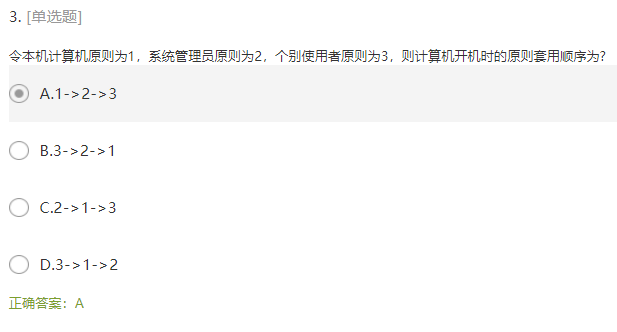 3. [单选题]
令本机计算机原则为1，系统管理员原则为2，个别使用者原则为3，则计算机开机时的原则套用顺序为?
A.1->2->3
B.3->2->1
C.2->1->3
D.3->1->2
正确答案：A